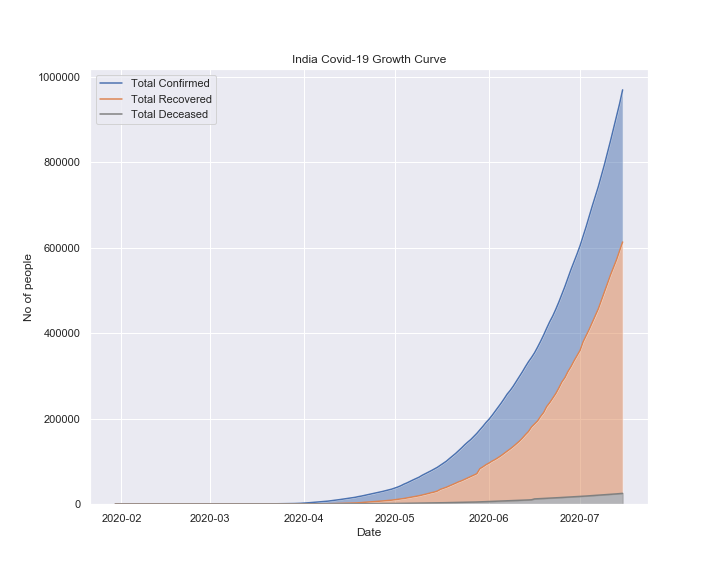 India Covid-19 Growth Curve
Total Confirmed
Total Recovered
Total Deceased
1000000
800000
600000
400000
200000
0
No of people
2020-02 2020-03 2020-04 2020-05 2020-06 2020-07
Date